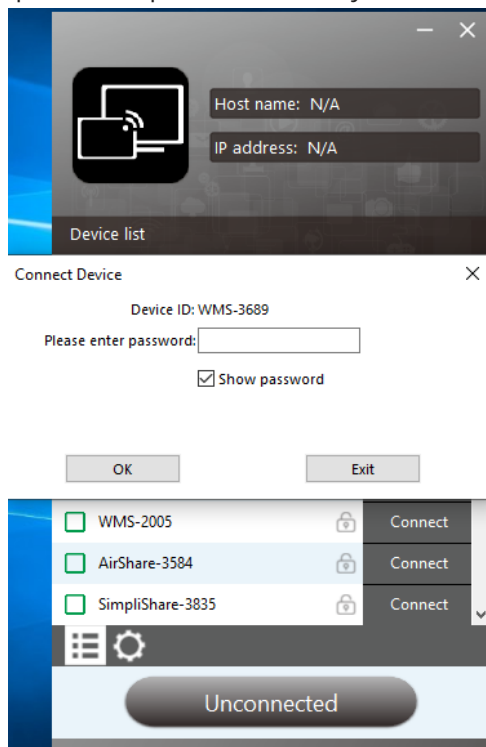 Host name: N/A
IP address: N/A
Device list
Connect Device
Device ID: WMS-3689
Please enter password:
Show password
OK Exit
WMS-2005 Connect
AirShare-3584 Connect
SimpliShare-3835 Connect
Unconnected